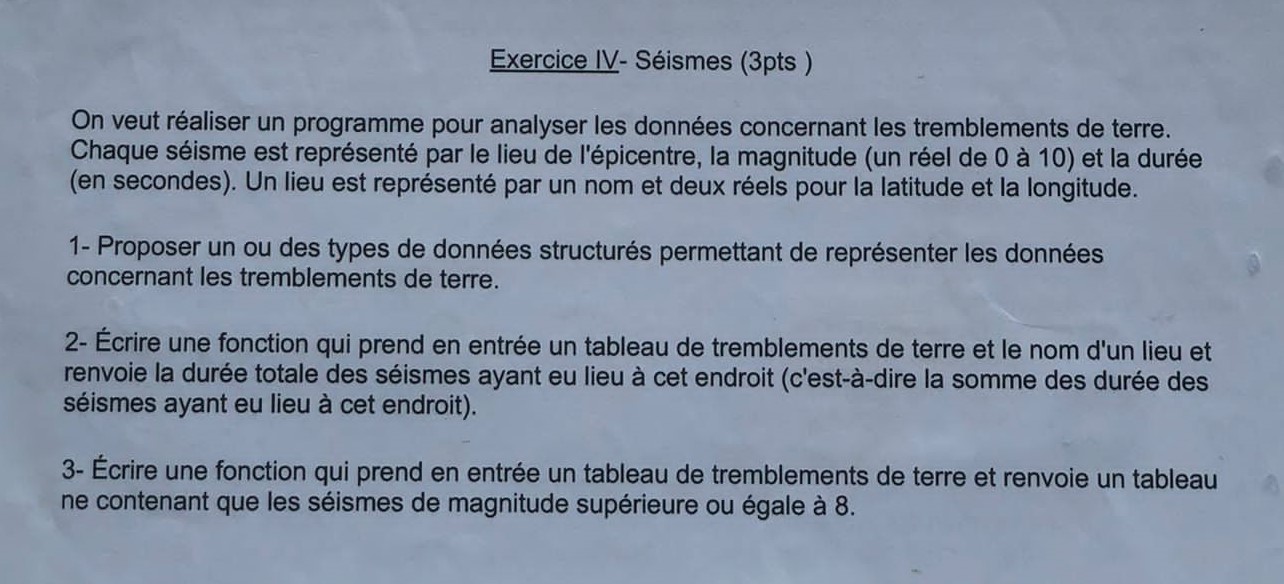 Exercice IV- Séismes (3pts )
On veut réaliser un programme pour analyser les données concernant les tremblements de terre.
Chaque séisme est représenté par le lieu de l'épicentre, la magnitude (un réel de 0 à 10) et la durée
(en secondes). Un lieu est représenté par un nom et deux réels pour la latitude et la longitude.
1- Proposer un ou des types de données structurés permettant de représenter les données
concernant les tremblements de terre.
2- Écrire une fonction qui prend en entrée un tableau de tremblements de terre et le nom d'un lieu et
renvoie la durée totale des séismes ayant eu lieu à cet endroit (c'est-à-dire la somme des durée des
séismes ayant eu lieu à cet endroit).
3- Écrire une fonction qui prend en entrée un tableau de tremblements de terre et renvoie un tableau
ne contenant que les séismes de magnitude supérieure ou égale à 8.